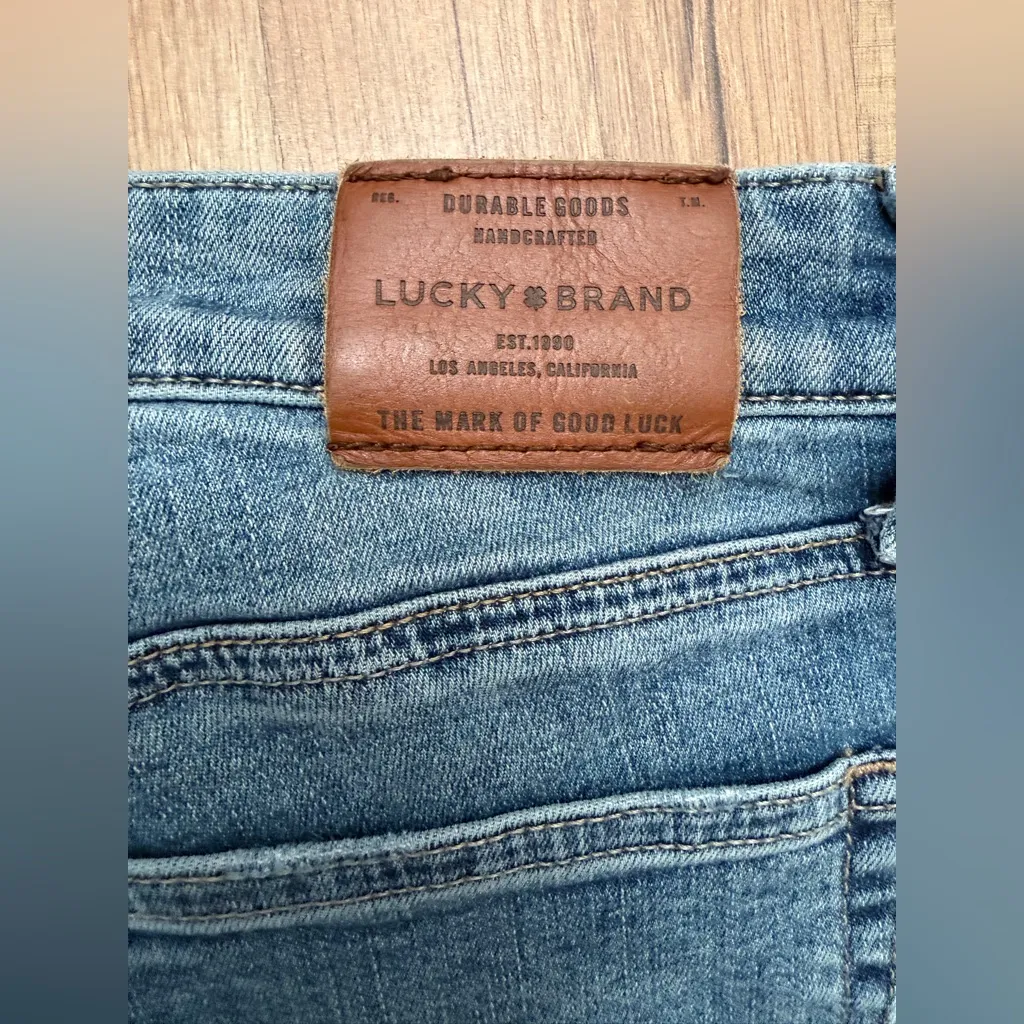 REG. DURABLE GOODS T.M.
HANDCRAFTED
LUCKY BRAND
EST.1990
LOS ANGELES, CALIFORNIA
THE MARK OF GOOD LUCK